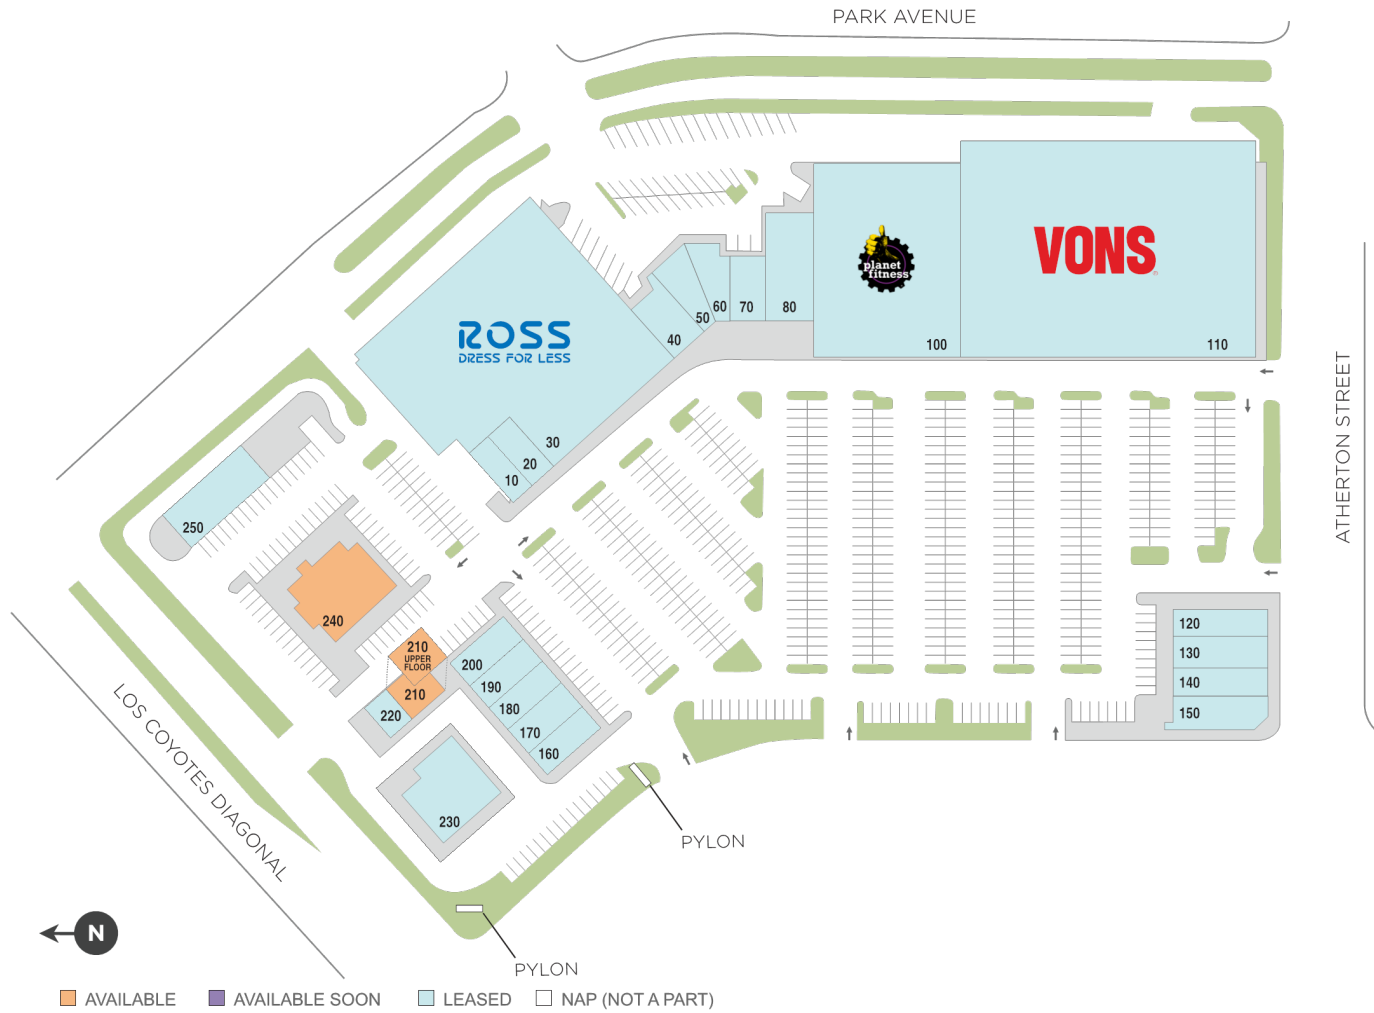 PARK AVENUE
planet
fitness
VONS
ROSS
DRESS FOR LESS
60
70
80
50
40
100
110
ATHERTON STREET
30
20
10
250
240
210
UPPER
FLOOR
210
220
200
190
180
170
160
230
120
130
140
150
LOS COYOTES DIAGONAL
PYLON
PYLON
N
AVAILABLE
AVAILABLE SOON
LEASED
NAP (NOT A PART)